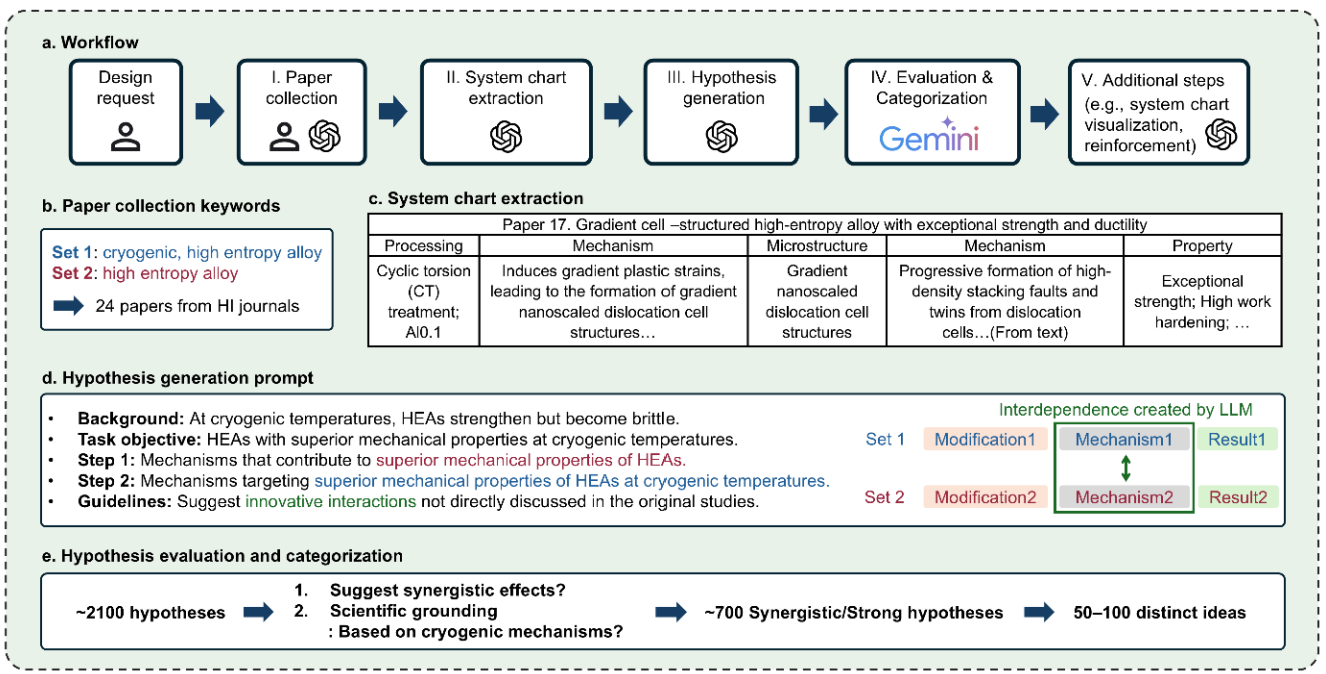 a. Workflow
Design
request
I. Paper
collection
II. System chart
extraction
III. Hypothesis
generation
IV. Evaluation &
Categorization
Gemini
V. Additional steps
(e.g., system chart
visualization,
reinforcement)
b. Paper collection keywords
Set 1: cryogenic, high entropy alloy
Set 2: high entropy alloy
24 papers from HI journals
c. System chart extraction
Paper 17. Gradient cell –structured high-entropy alloy with exceptional strength and ductility
Processing
Mechanism
Microstructure
Mechanism
Property
Cyclic torsion
(CT)
treatment;
Al0.1
Induces gradient plastic strains,
leading to the formation of gradient
nanoscaled dislocation cell
structures…
Gradient
nanoscaled
dislocation cell
structures
Progressive formation of high-
density stacking faults and
twins from dislocation
cells…(From text)
Exceptional
strength; High work
hardening; …
d. Hypothesis generation prompt
• Background: At cryogenic temperatures, HEAs strengthen but become brittle.
• Task objective: HEAs with superior mechanical properties at cryogenic temperatures.
• Step 1: Mechanisms that contribute to superior mechanical properties of HEAs.
• Step 2: Mechanisms targeting superior mechanical properties of HEAs at cryogenic temperatures.
• Guidelines: Suggest innovative interactions not directly discussed in the original studies.
Interdependence created by LLM
Set 1 Modification1 Mechanism1 Result1
Set 2 Modification2 Mechanism2 Result2
e. Hypothesis evaluation and categorization
~2100 hypotheses
1. Suggest synergistic effects?
2. Scientific grounding
: Based on cryogenic mechanisms?
~700 Synergistic/Strong hypotheses
50–100 distinct ideas